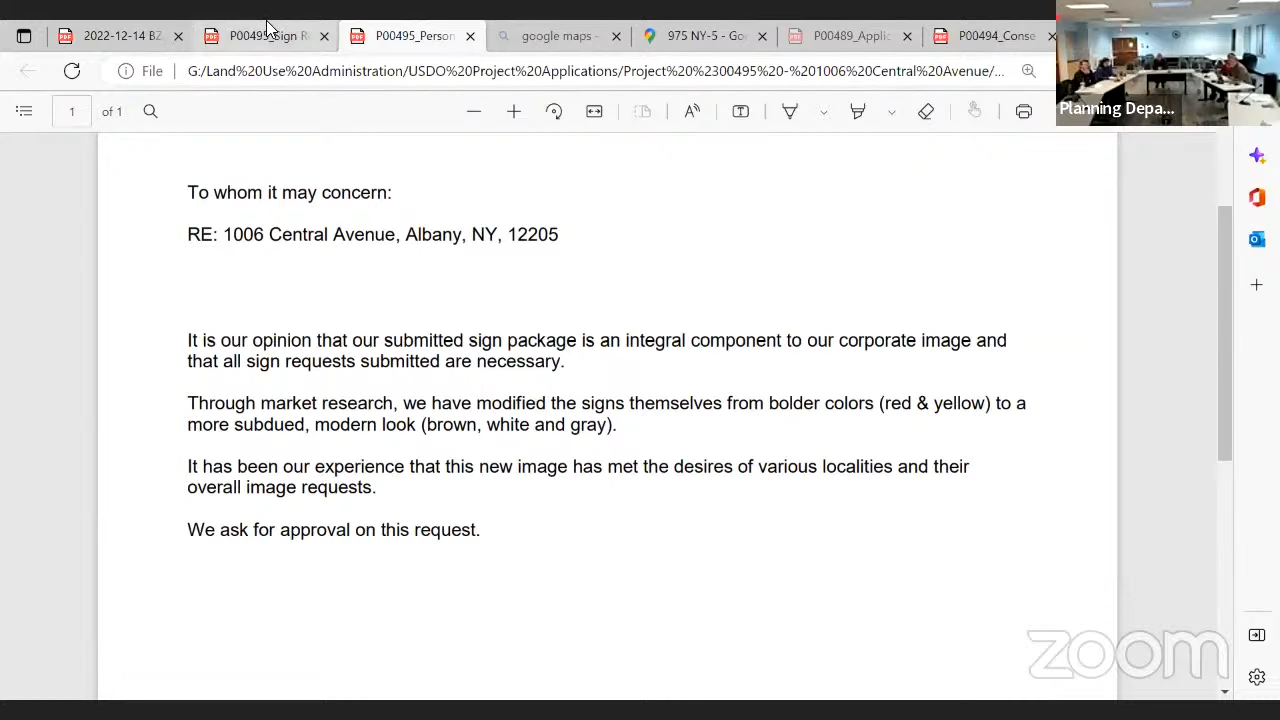 2022-12-14 BZ
P00495_Sign Re
P00495_Person
google maps -
975 NY-5 - Go
P00489_Applic
P00494_Conse
File
G:/Land%20Use%20Administration/USDO%20Project%20Applications/Project%20%2300495%20-%201006%20Central%20Avenue/...
1 of 1
Planning Depa...
To whom it may concern:
RE: 1006 Central Avenue, Albany, NY, 12205
It is our opinion that our submitted sign package is an integral component to our corporate image and
that all sign requests submitted are necessary.
Through market research, we have modified the signs themselves from bolder colors (red & yellow) to a
more subdued, modern look (brown, white and gray).
It has been our experience that this new image has met the desires of various localities and their
overall image requests.
We ask for approval on this request.
zoom